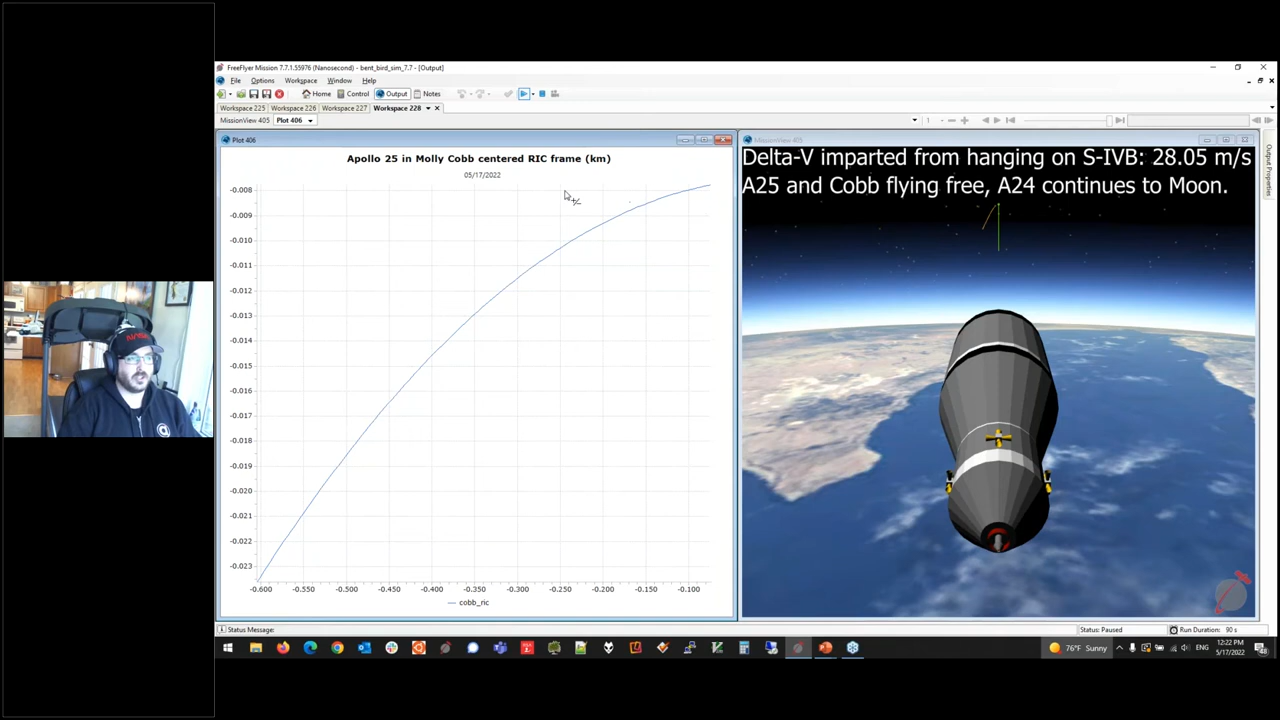 FreeFlyer Mission 7.7.1.55976 (Nanosecond) - bent_bird_sim_7.7 - [Output]
File Options Workspace Window Help
Home Control Output Notes
Workspace 225 Workspace 226 Workspace 227 Workspace 228
MissionView 405 Plot 406
1
Plot 406
Apollo 25 in Molly Cobb centered RIC frame (km)
05/17/2022
-0.008
-0.009
-0.010
-0.011
-0.012
-0.013
-0.014
-0.015
-0.016
-0.017
-0.018
-0.019
-0.020
-0.021
-0.022
-0.023
-0.600 -0.550 -0.500 -0.450 -0.400 -0.350 -0.300 -0.250 -0.200 -0.150 -0.100
cobb_ric
MissionView 405
Delta-V imparted from hanging on S-IVB: 28.05 m/s
A25 and Cobb flying free, A24 continues to Moon.
Output Properties
Status Message:
Status: Paused
Run Duration: 90 s
76°F Sunny
ENG
12:22 PM
5/17/2022